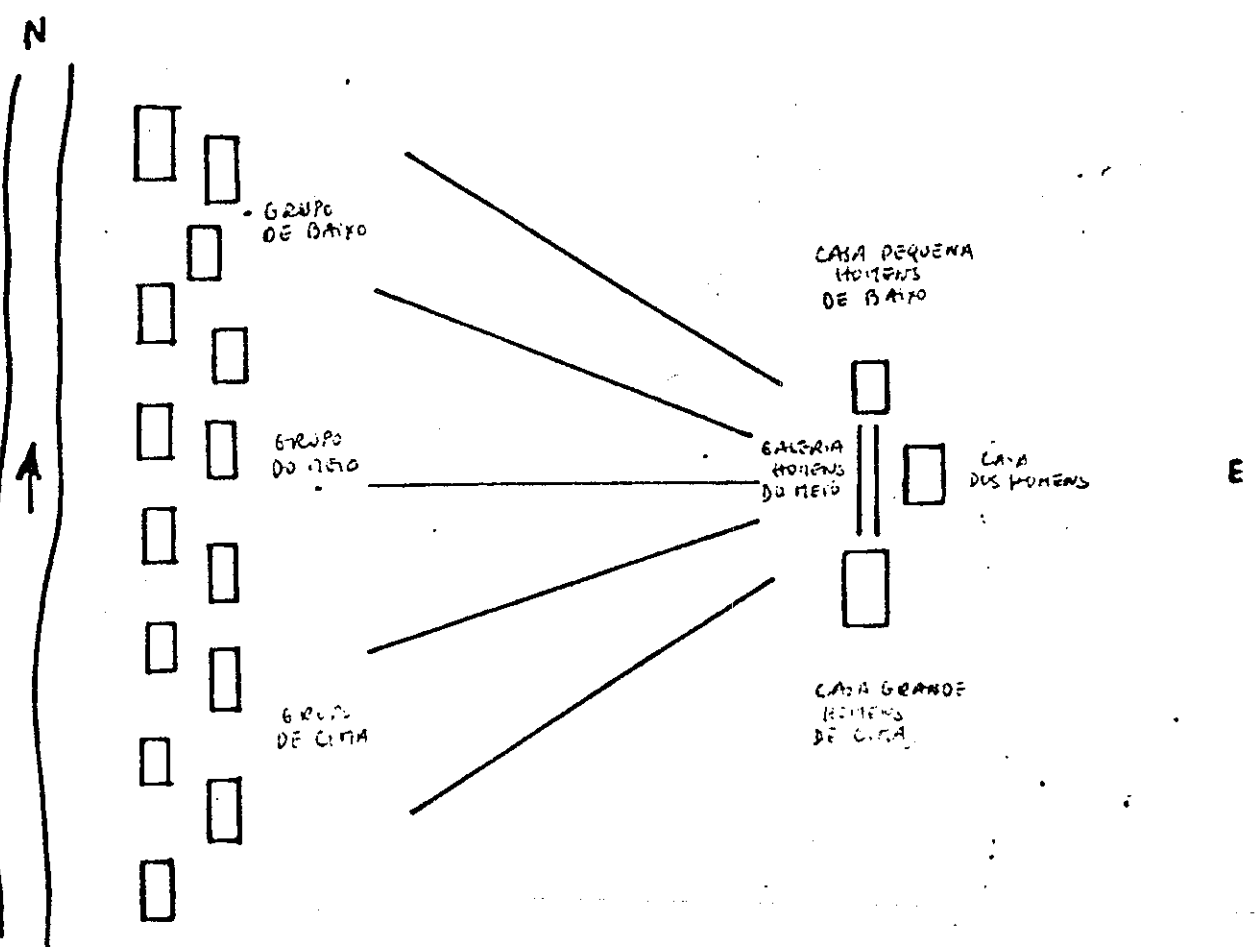 N
GRUPO
DE BAIXO
CASA PEQUENA
HOMENS
DE BAIXO
GRUPO
DO MEIO
GALERIA
HOMENS
DO MEIO
CASA
DOS HOMENS
E
GRUPO
DE CIMA
CASA GRANDE
HOMENS
DE CIMA